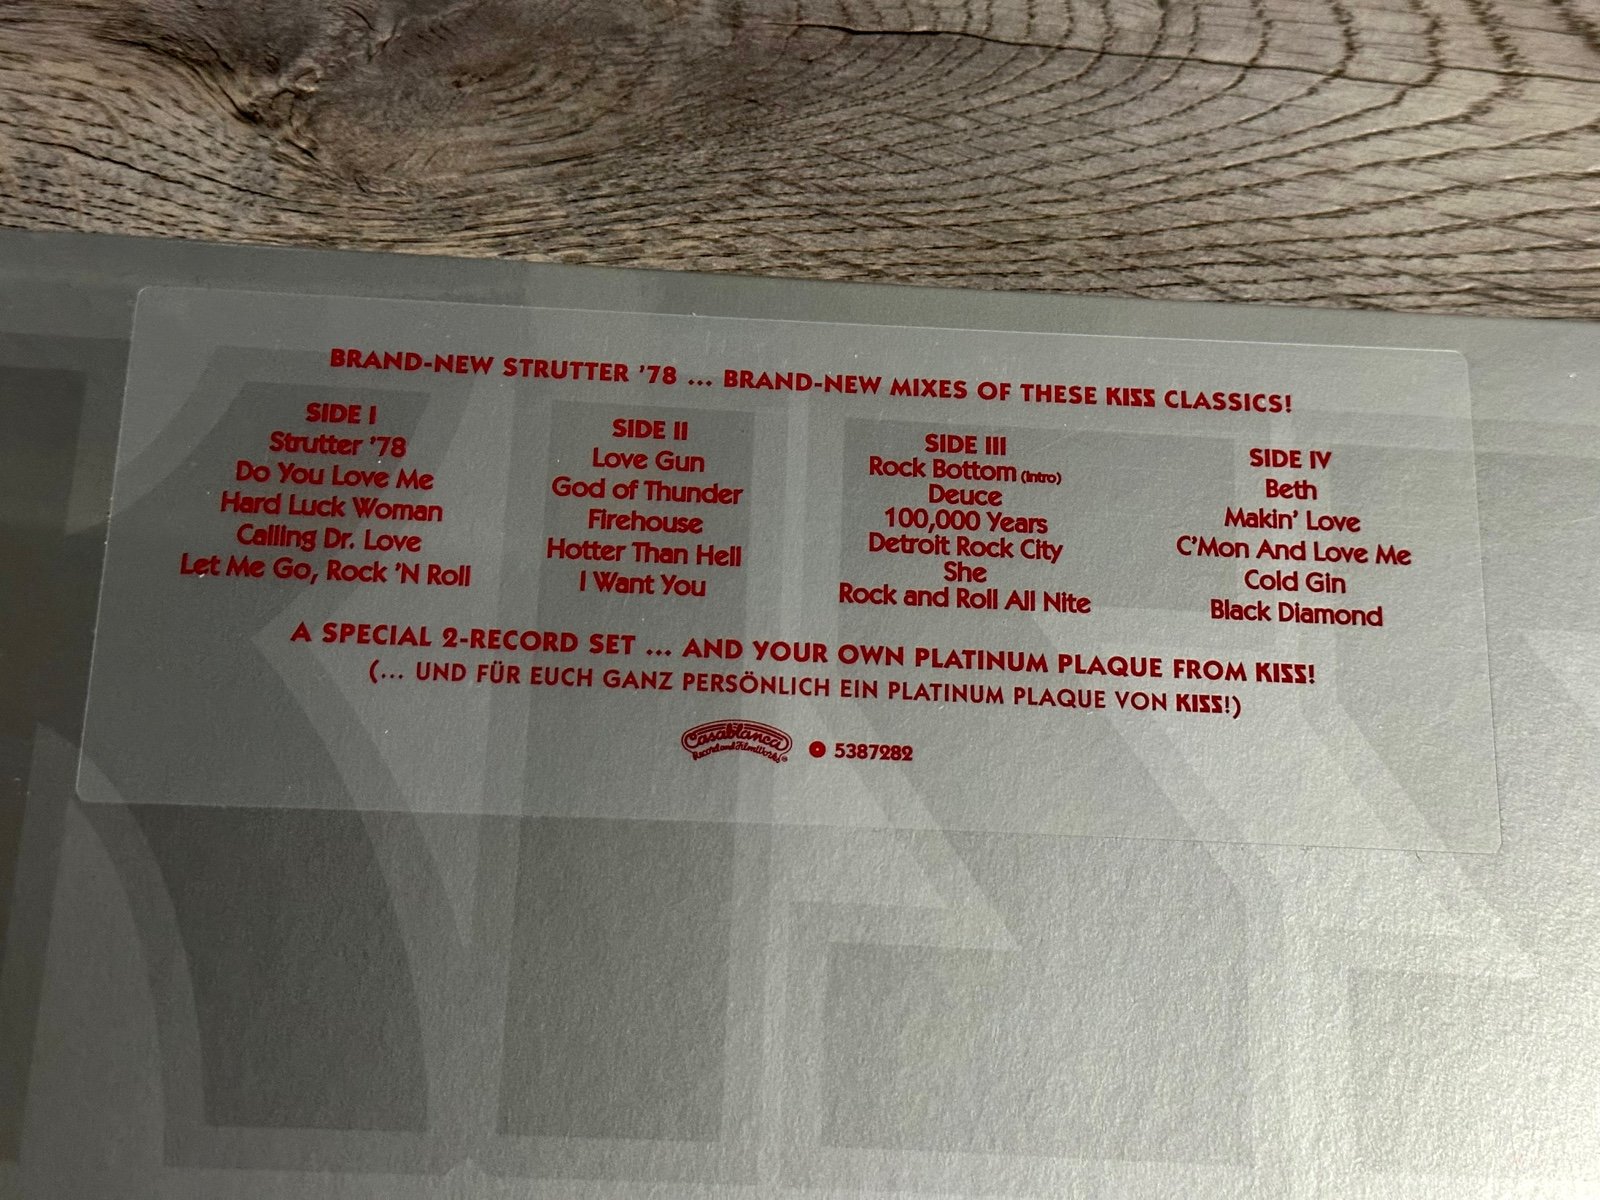 BRAND-NEW STRUTTER '78 ... BRAND-NEW MIXES OF THESE KISS CLASSICS!
SIDE I
Strutter '78
Do You Love Me
Hard Luck Woman
Calling Dr. Love
Let Me Go, Rock 'N Roll
SIDE II
Love Gun
God of Thunder
Firehouse
Hotter Than Hell
I Want You
SIDE III
Rock Bottom (Intro)
Deuce
100,000 Years
Detroit Rock City
She
Rock and Roll All Nite
SIDE IV
Beth
Makin' Love
C'Mon And Love Me
Cold Gin
Black Diamond
A SPECIAL 2-RECORD SET ... AND YOUR OWN PLATINUM PLAQUE FROM KISS!
(... UND FÜR EUCH GANZ PERSÖNLICH EIN PLATINUM PLAQUE VON KISS!)
Casablanca
Record and FilmWorks
5387282